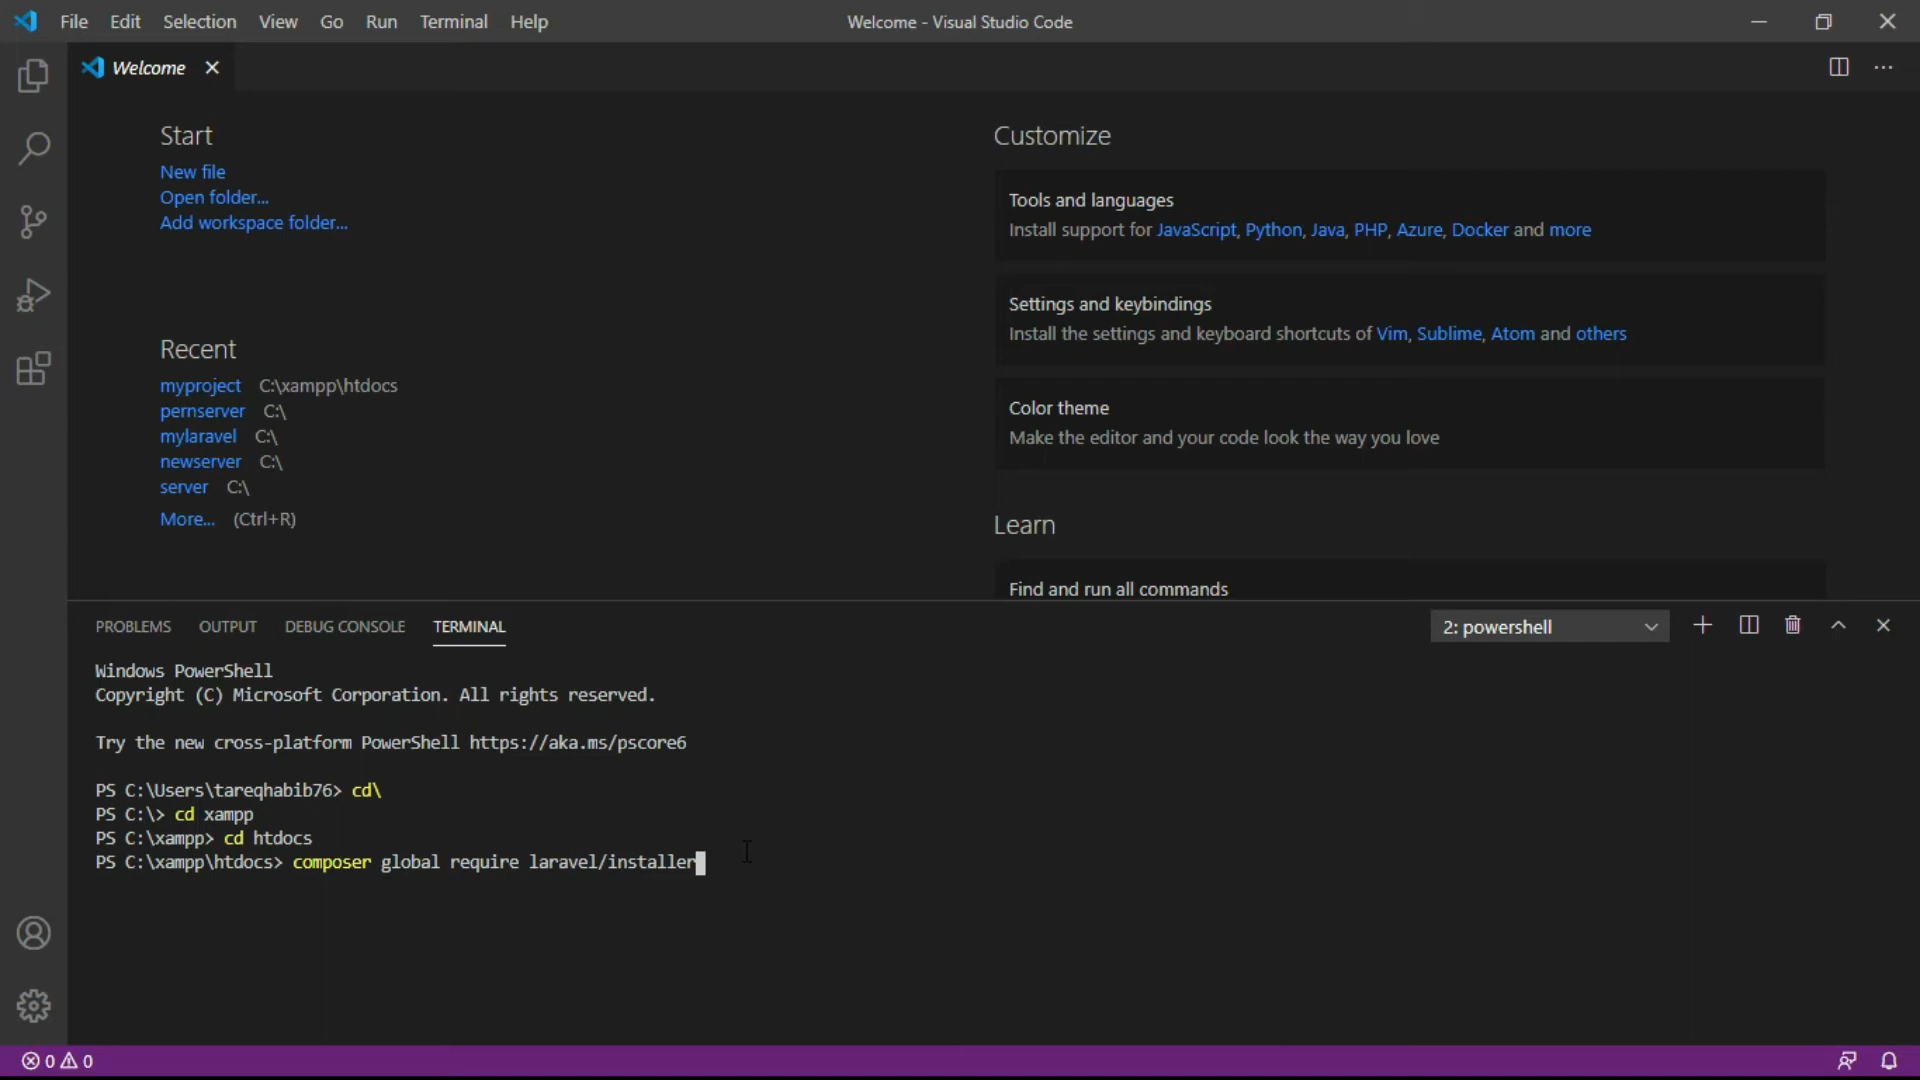 File Edit Selection View Go Run Terminal Help
Welcome - Visual Studio Code
Welcome
Start
New file
Open folder...
Add workspace folder...
Recent
myproject C:\xampp\htdocs
pernserver C:\
mylaravel C:\
newserver C:\
server C:\
More... (Ctrl+R)
Customize
Tools and languages
Install support for JavaScript, Python, Java, PHP, Azure, Docker and more
Settings and keybindings
Install the settings and keyboard shortcuts of Vim, Sublime, Atom and others
Color theme
Make the editor and your code look the way you love
Learn
Find and run all commands
PROBLEMS OUTPUT DEBUG CONSOLE TERMINAL
2: powershell
Windows PowerShell
Copyright (C) Microsoft Corporation. All rights reserved.
Try the new cross-platform PowerShell https://aka.ms/pscore6
PS C:\Users\tareqhabib76> cd\
PS C:\> cd xampp
PS C:\xampp> cd htdocs
PS C:\xampp\htdocs> composer global require laravel/installer
0 0